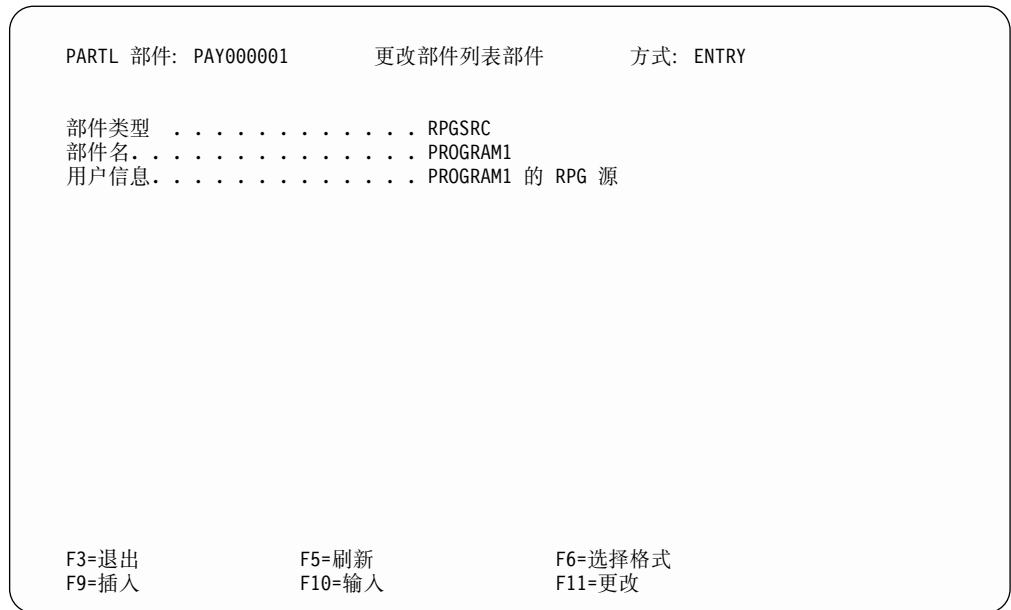 PARTL 部件: PAY000001 更改部件列表部件 方式: ENTRY
部件类型 . . . . . . . . . . . . RPGSRC
部件名. . . . . . . . . . . . . . PROGRAM1
用户信息. . . . . . . . . . . . . PROGRAM1 的 RPG 源
F3=退出 F5=刷新 F6=选择格式
F9=插入 F10=输入 F11=更改